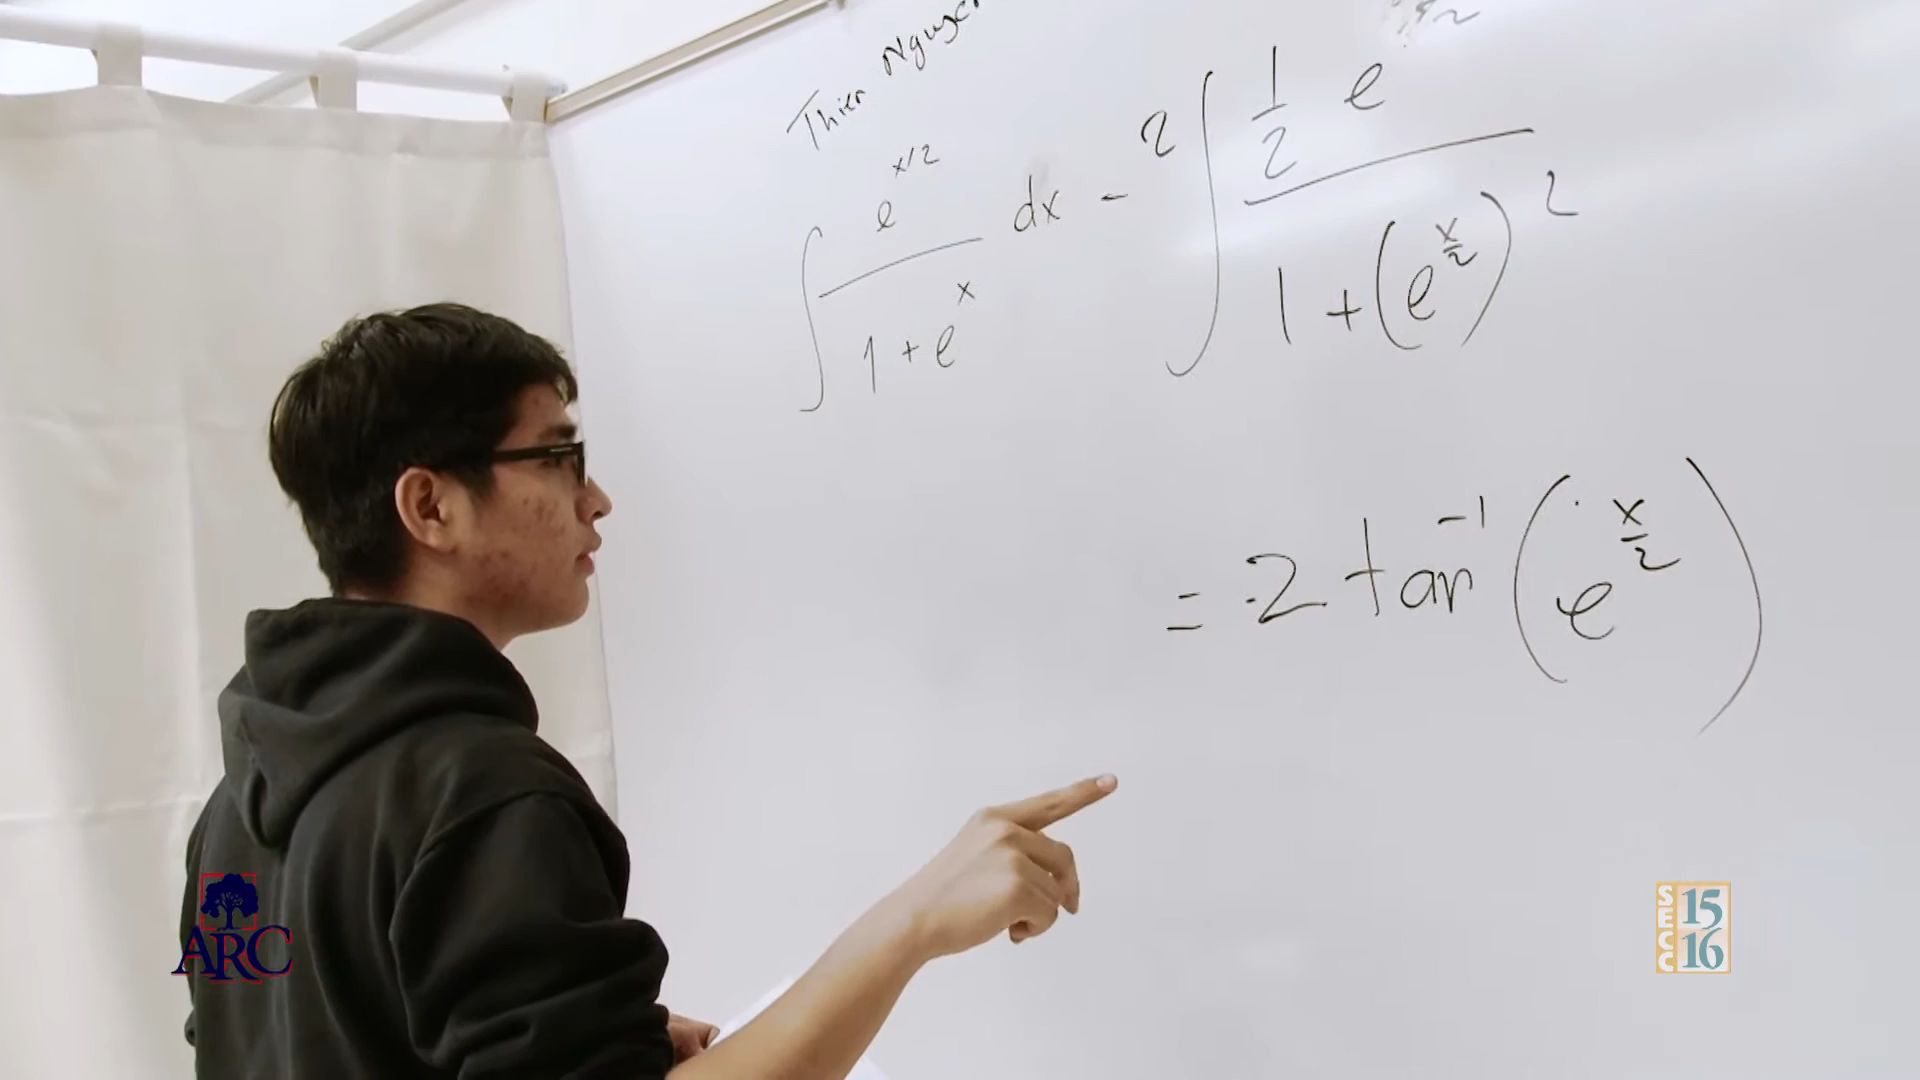 Thien Nguyen
∫ e^{x/2} / (1 + e^x) dx = 2 ∫ (1/2 e) / (1 + (e^{x/2})^2)
= 2 tan^{-1} (e^{x/2})
ARC
SECC 15 16